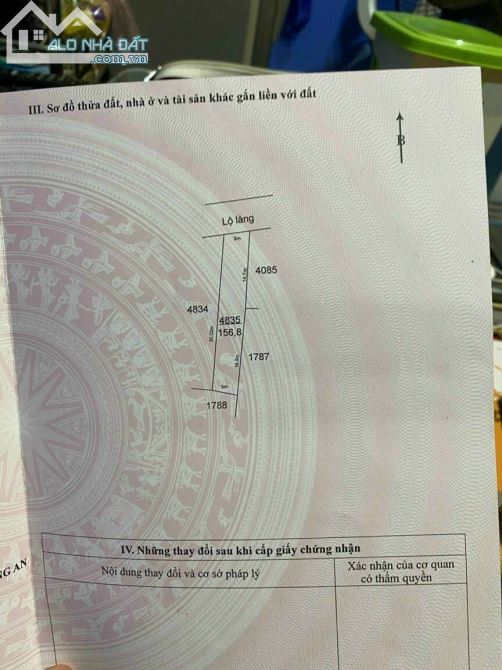 ALO NHÀ ĐẤT
.com.vn
III. Sơ đồ thửa đất, nhà ở và tài sản khác gắn liền với đất
B
Lộ làng
5m
4085
4834
4835
156.8
1787
5m
1788
NG AN
IV. Những thay đổi sau khi cấp giấy chứng nhận
Nội dung thay đổi và cơ sở pháp lý
Xác nhận của cơ quan
có thẩm quyền